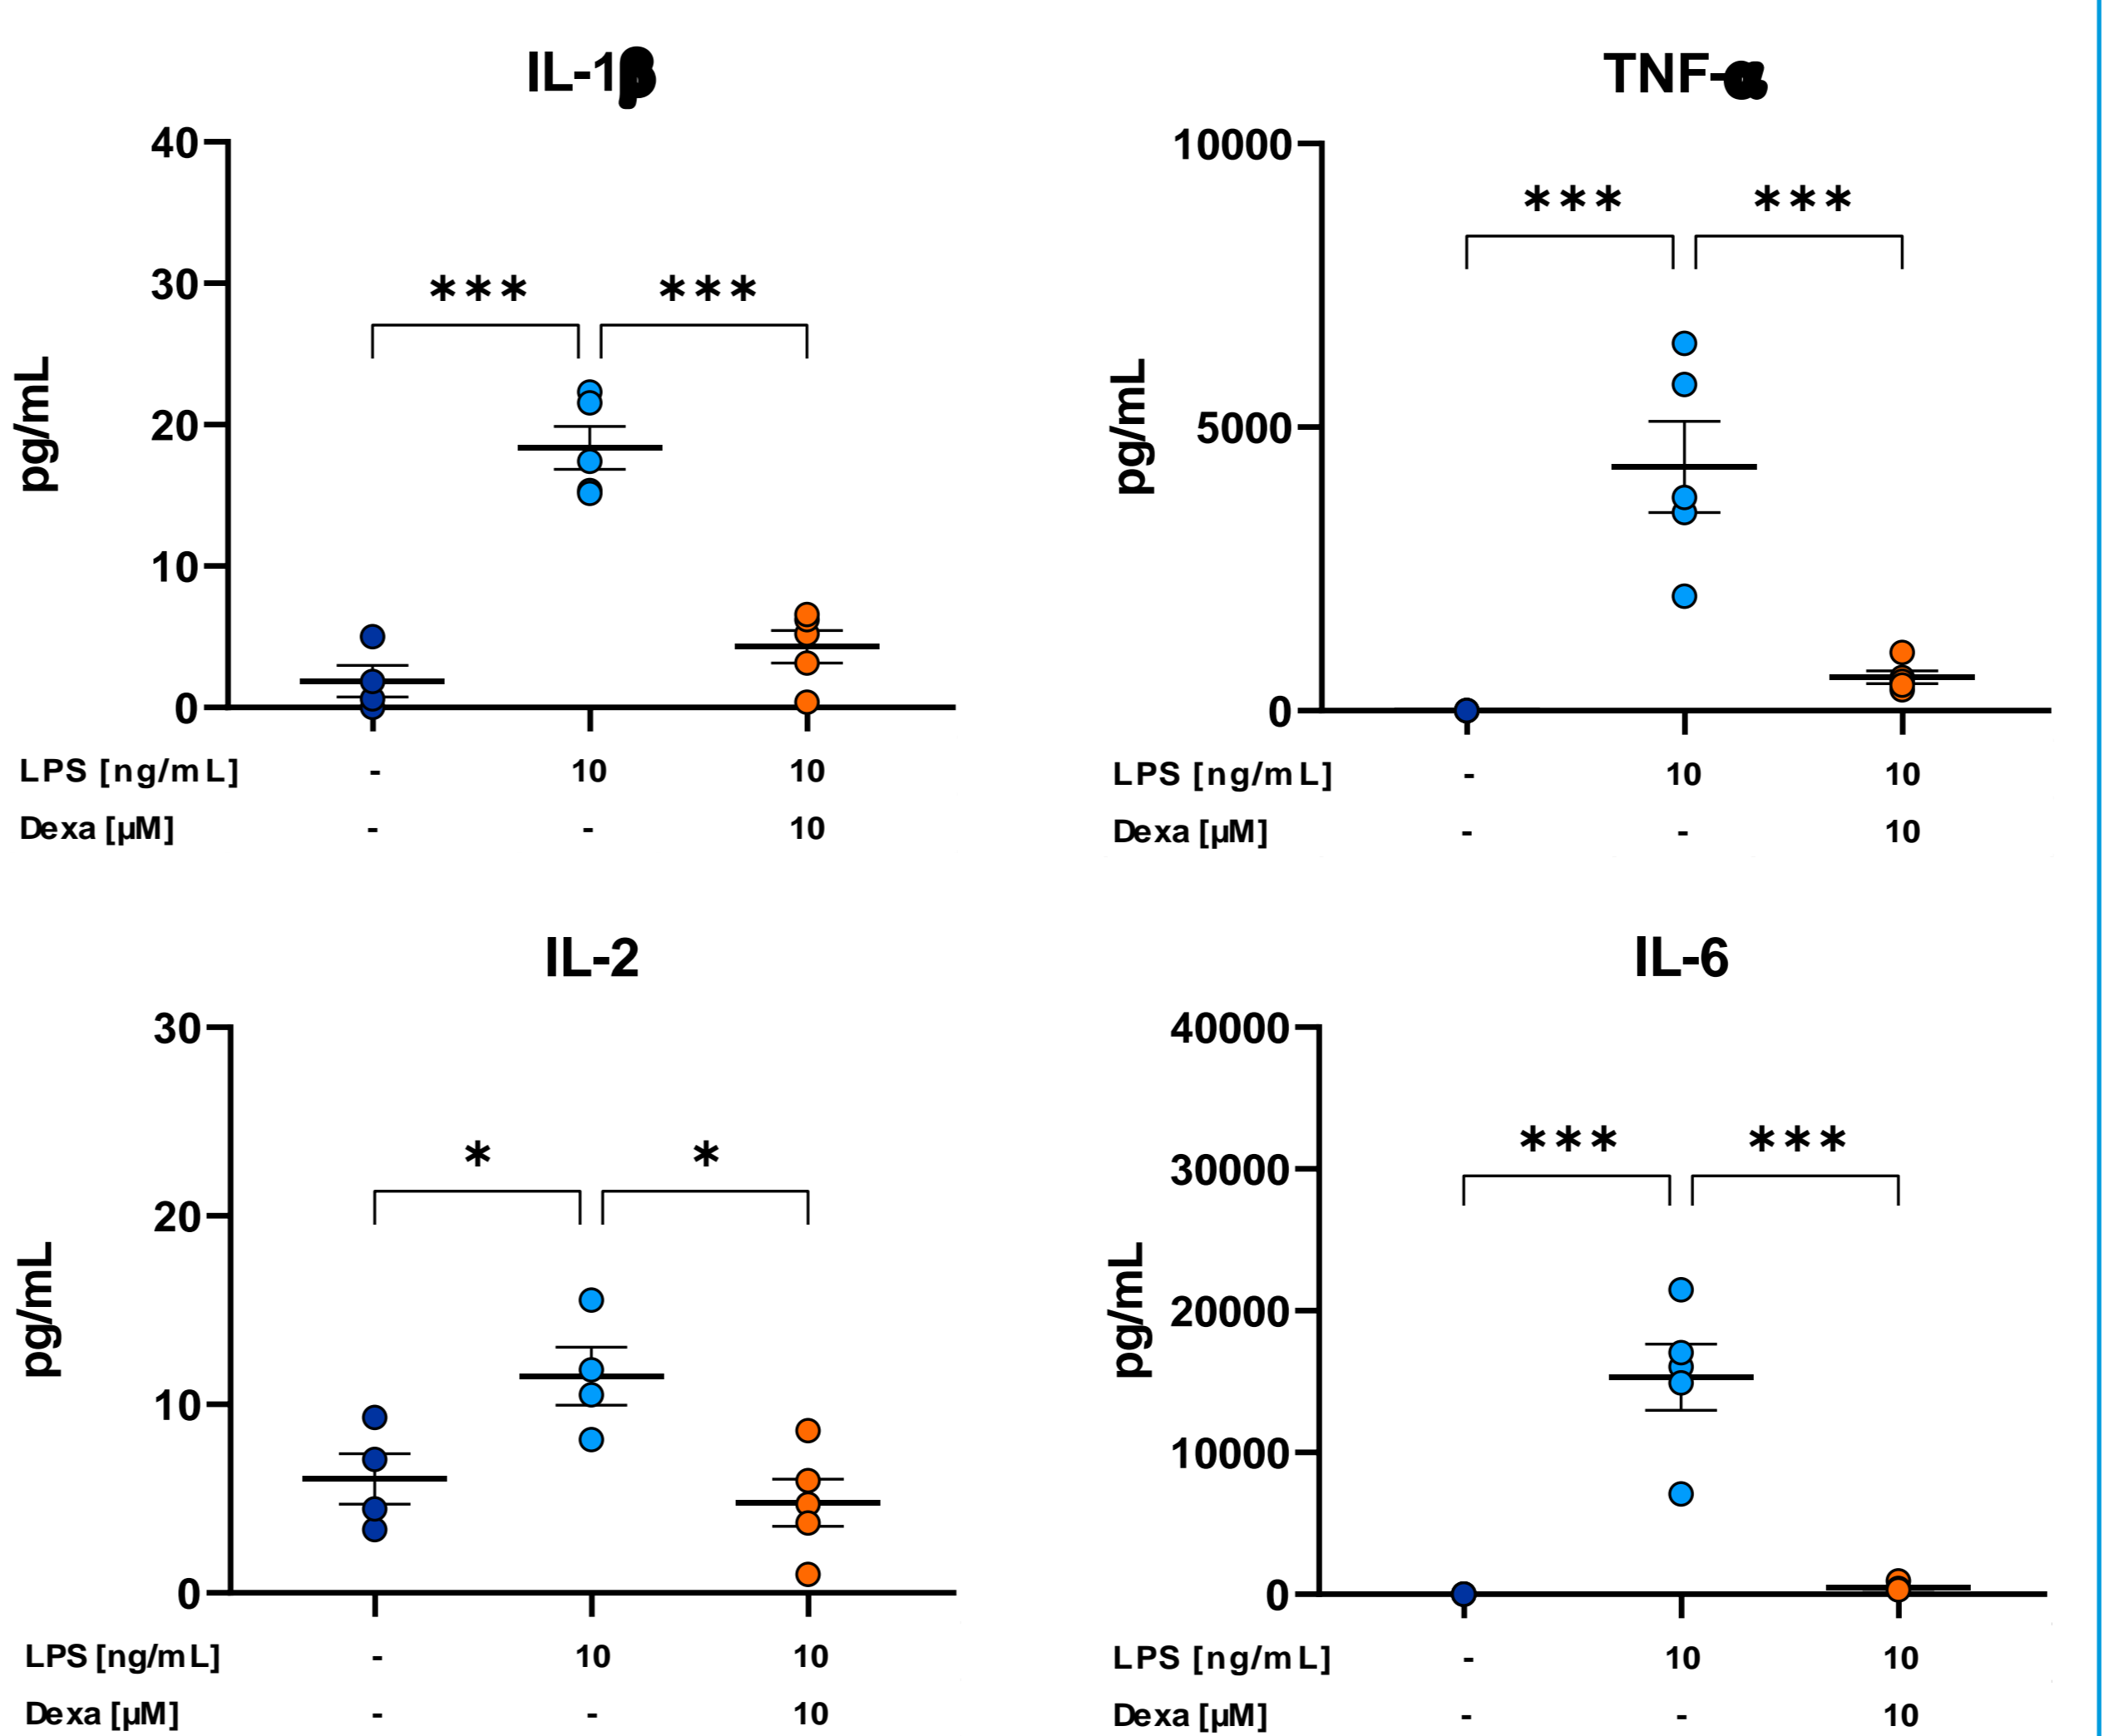 IL-1β
40
30
20
10
0
pg/mL
*** ***
LPS [ng/mL] - 10 10
Dexa [µM] - - 10
TNF-α
10000
5000
0
pg/mL
*** ***
LPS [ng/mL] - 10 10
Dexa [µM] - - 10
IL-2
30
20
10
0
pg/mL
* *
LPS [ng/mL] - 10 10
Dexa [µM] - - 10
IL-6
40000
30000
20000
10000
0
pg/mL
*** ***
LPS [ng/mL] - 10 10
Dexa [µM] - - 10